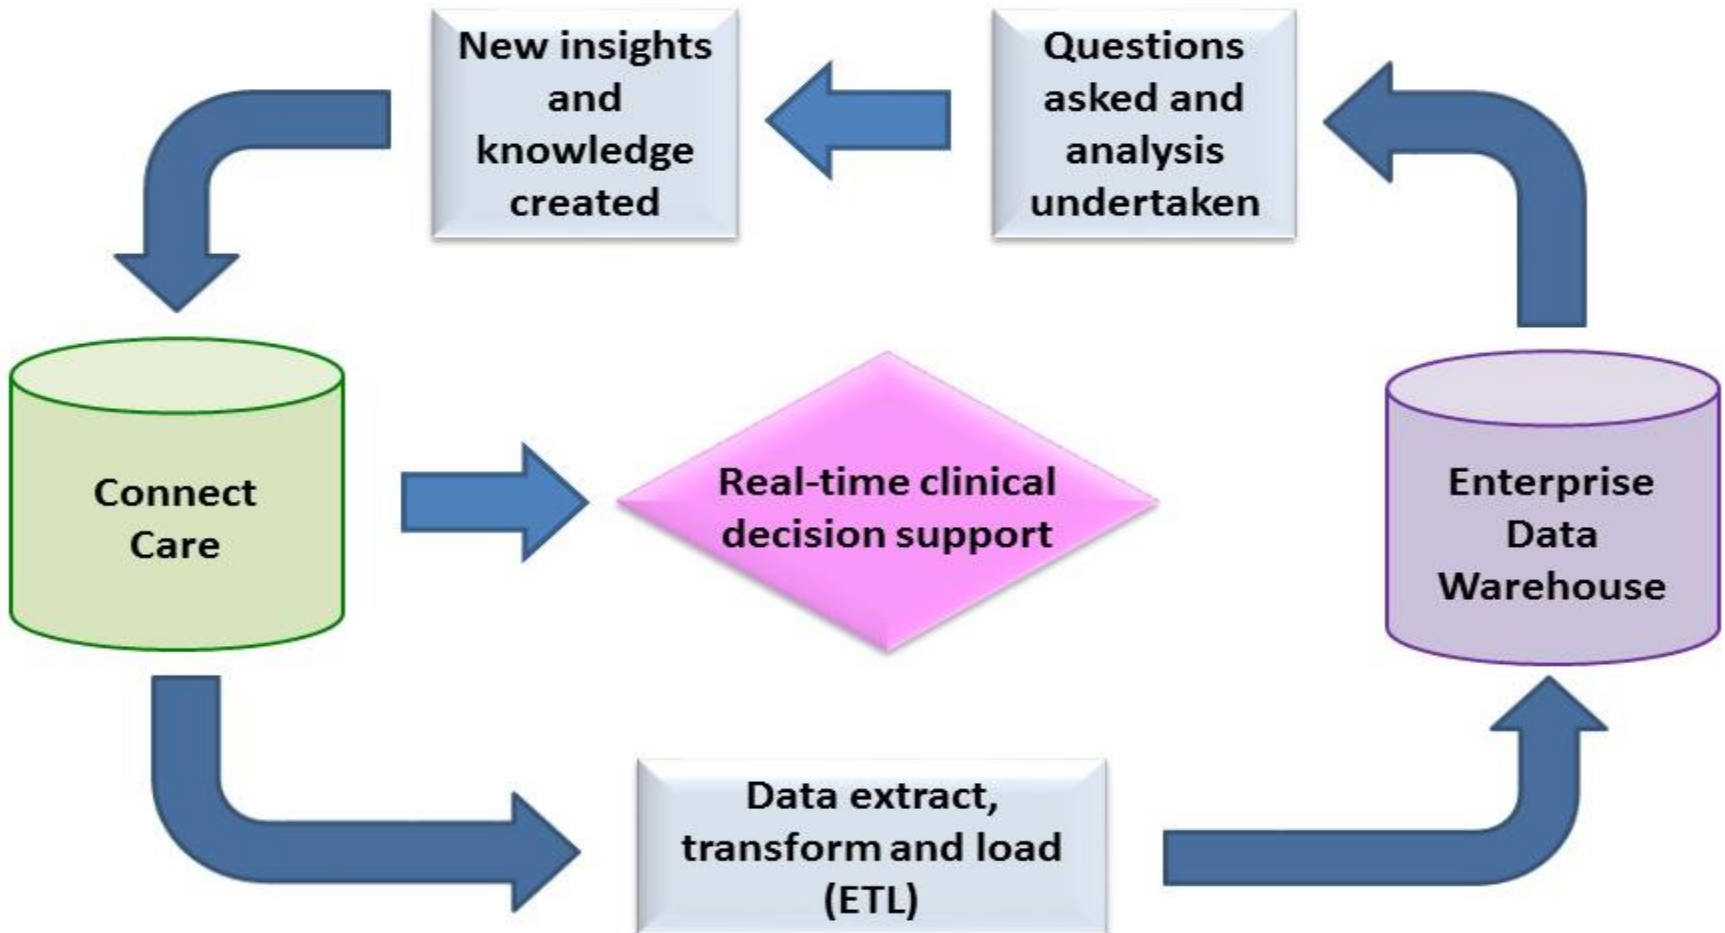 New insights
and
knowledge
created
Questions
asked and
analysis
undertaken
Connect
Care
Real-time clinical
decision support
Enterprise
Data
Warehouse
Data extract,
transform and load
(ETL)